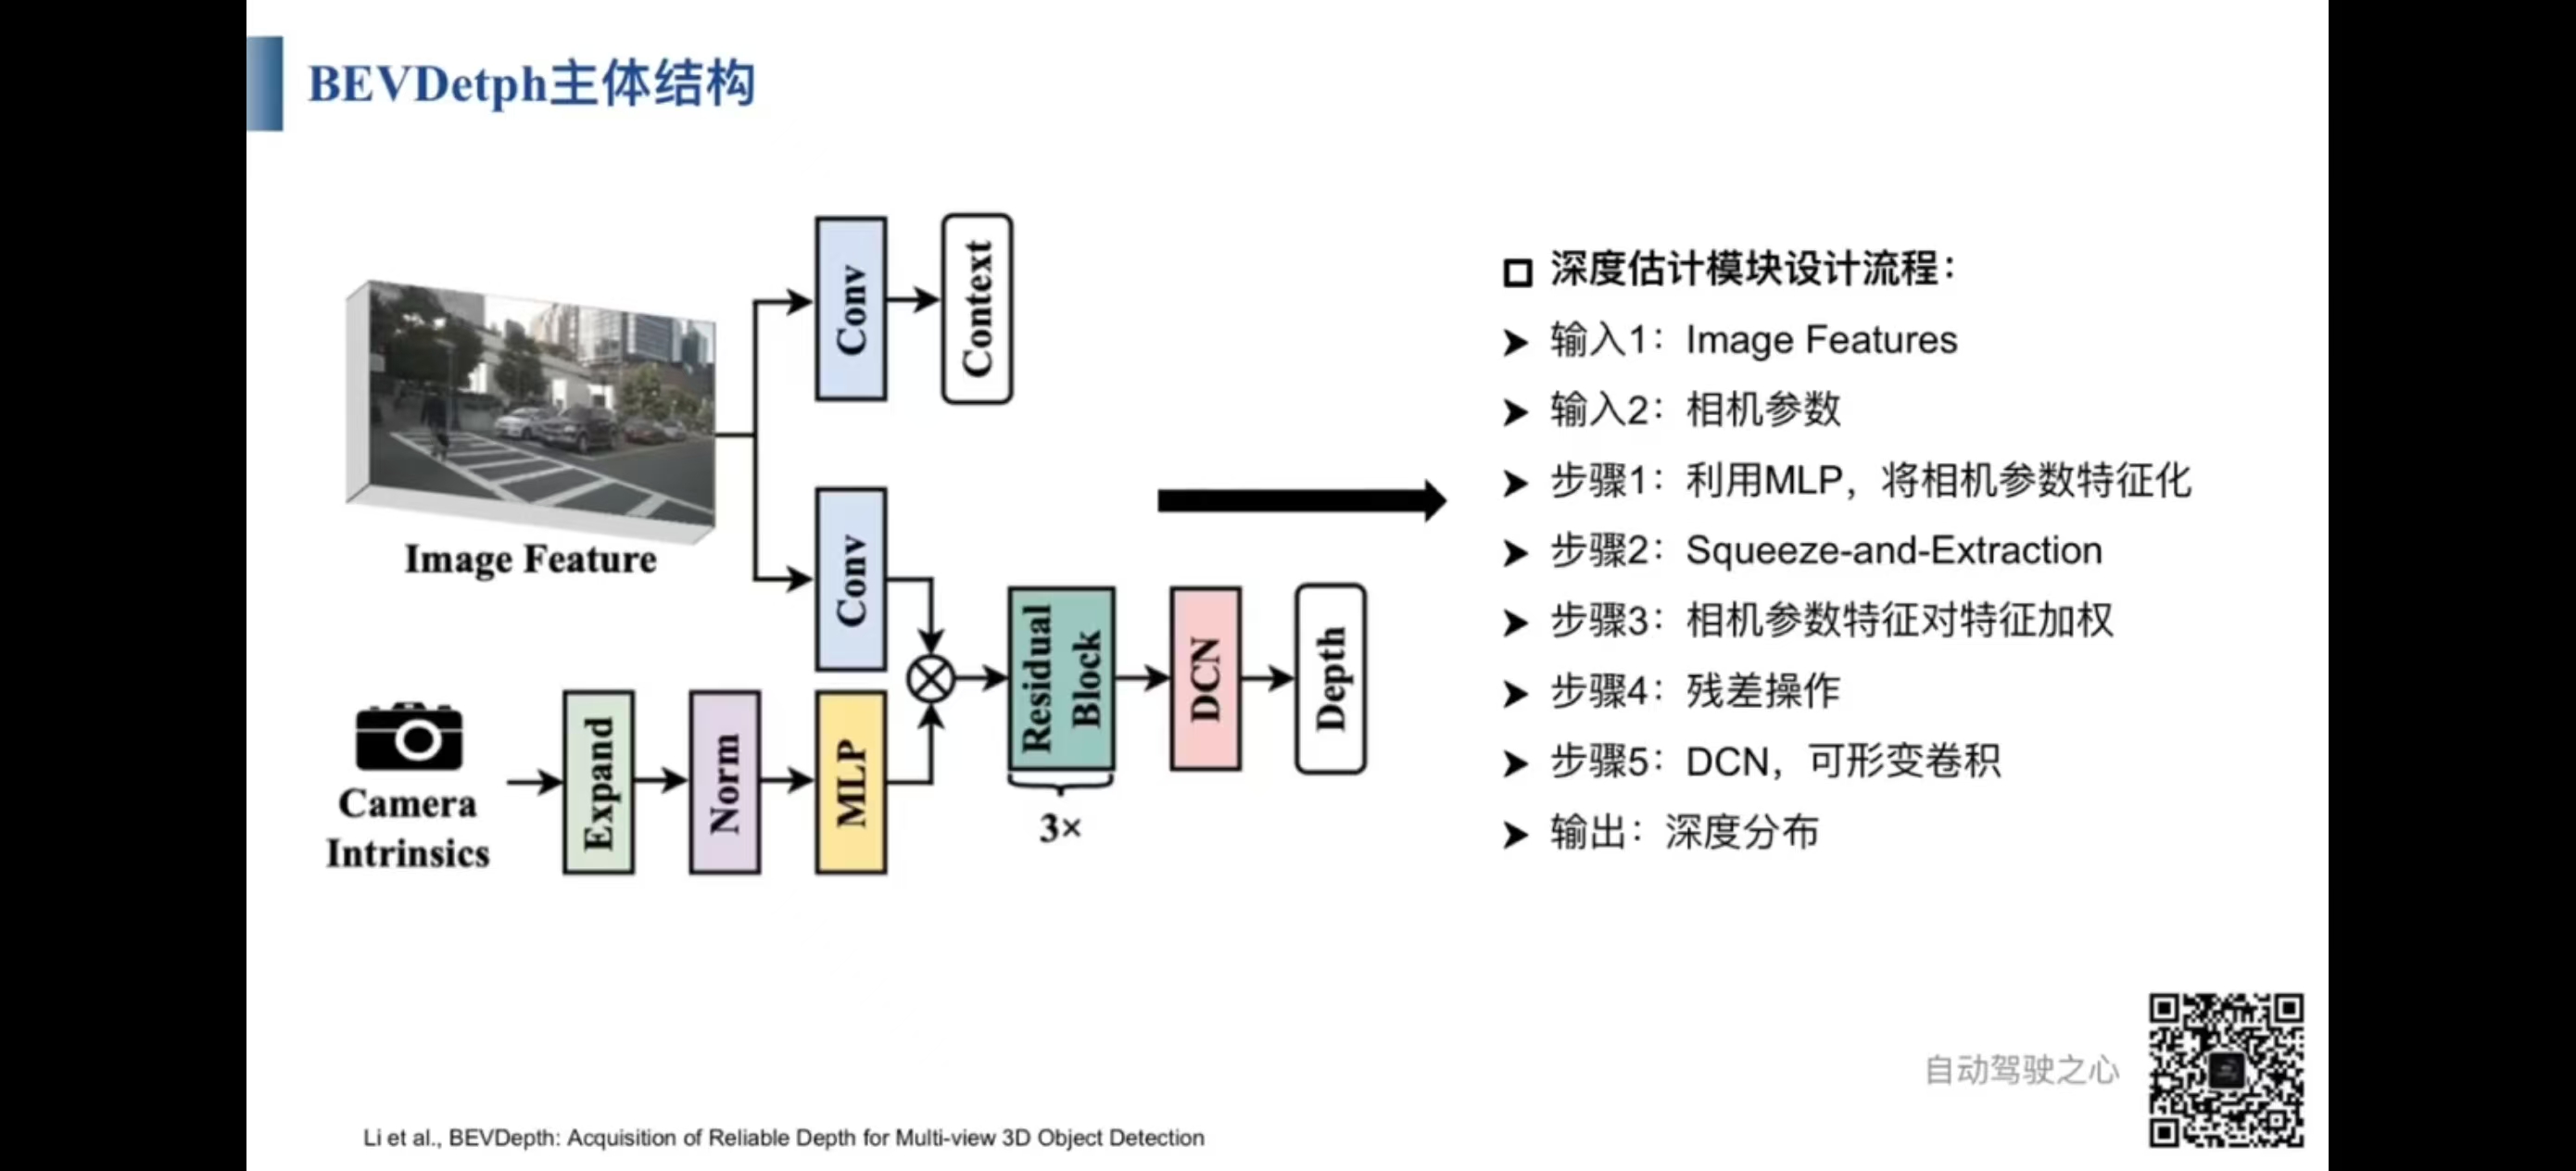 BEVDetph主体结构
Conv
Context
Image Feature
Conv
Camera
Intrinsics
Expand
Norm
MLP
Residual
Block
3×
DCN
Depth
深度估计模块设计流程：
输入1：Image Features
输入2：相机参数
步骤1：利用MLP，将相机参数特征化
步骤2：Squeeze-and-Extraction
步骤3：相机参数特征对特征加权
步骤4：残差操作
步骤5：DCN，可形变卷积
输出：深度分布
自动驾驶之心
Li et al., BEVDepth: Acquisition of Reliable Depth for Multi-view 3D Object Detection